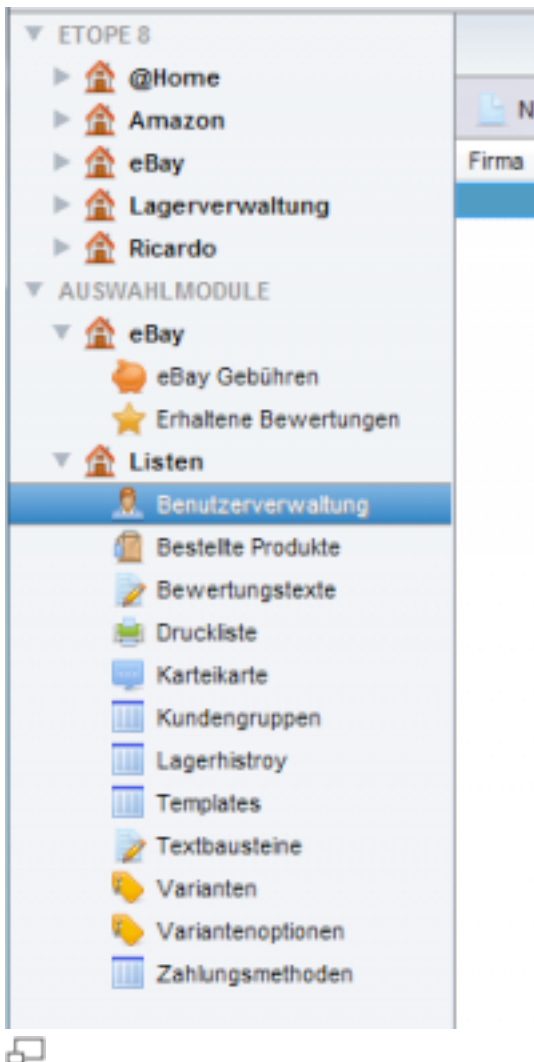 ETOPE 8
@Home
Amazon
N
eBay
Firma
Lagerverwaltung
Ricardo
AUSWAHLMODULE
eBay
eBay Gebühren
Erhaltene Bewertungen
Listen
Benutzerverwaltung
Bestellte Produkte
Bewertungstexte
Druckliste
Karteikarte
Kundengruppen
Lagerhistroy
Templates
Textbausteine
Varianten
Variantenoptionen
Zahlungsmethoden